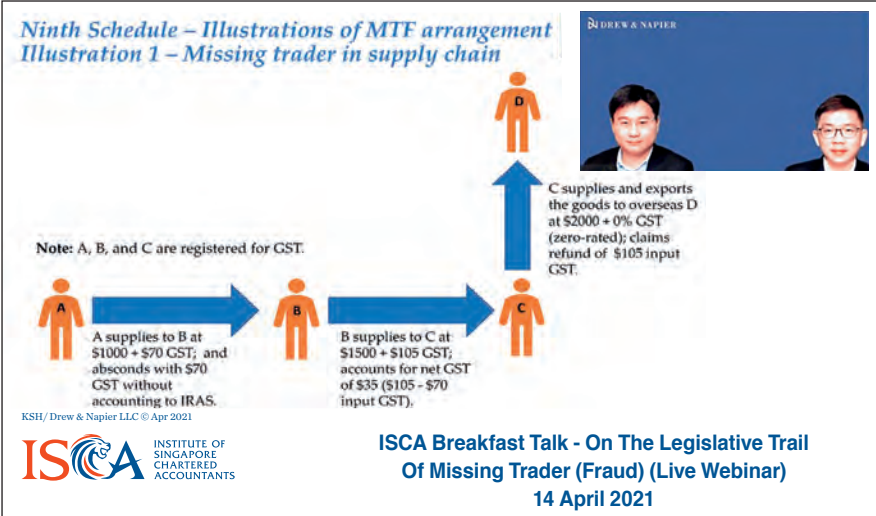 Ninth Schedule – Illustrations of MTF arrangement
Illustration 1 – Missing trader in supply chain
DREW & NAPIER
D
C supplies and exports
the goods to overseas D
at $2000 + 0% GST
(zero-rated); claims
refund of $105 input
GST.
Note: A, B, and C are registered for GST.
A
B
C
A supplies to B at
$1000 + $70 GST; and
absconds with $70
GST without
accounting to IRAS.
B supplies to C at
$1500 + $105 GST;
accounts for net GST
of $35 ($105 - $70
input GST).
KSH/Drew & Napier LLC © Apr 2021
ISCA
INSTITUTE OF
SINGAPORE
CHARTERED
ACCOUNTANTS
ISCA Breakfast Talk - On The Legislative Trail
Of Missing Trader (Fraud) (Live Webinar)
14 April 2021